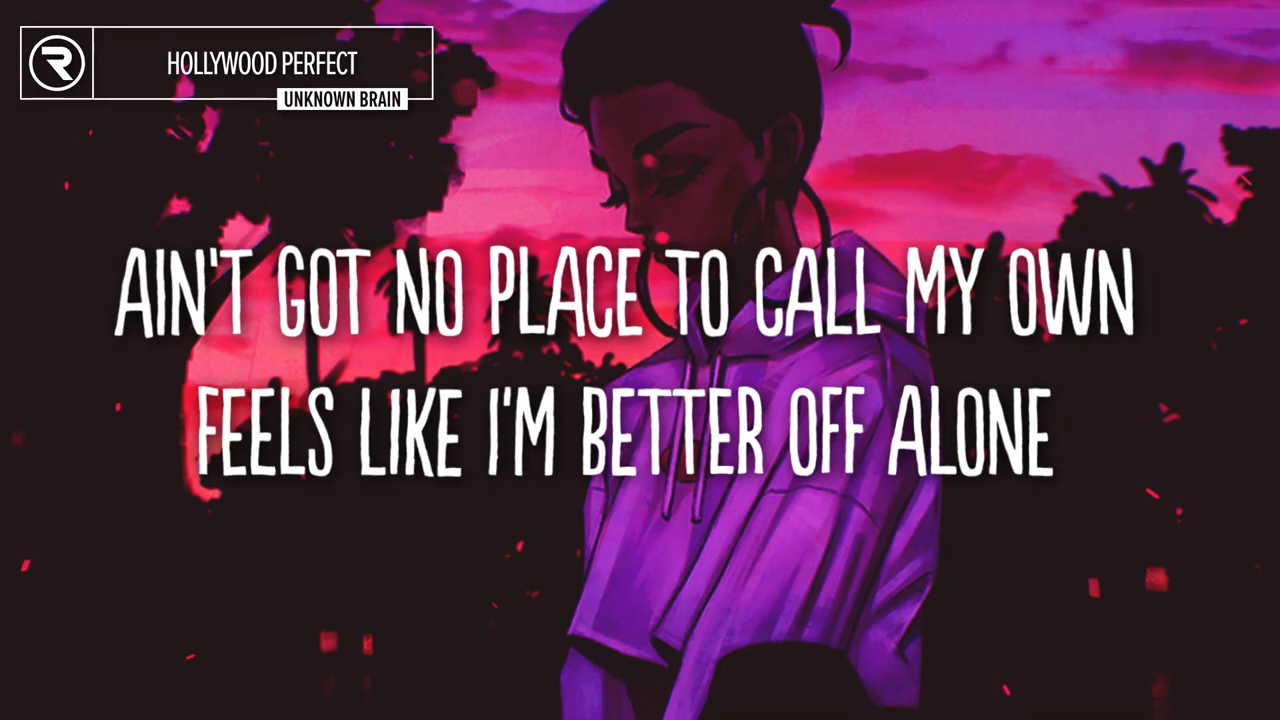 HOLLYWOOD PERFECT
UNKNOWN BRAIN
AIN'T GOT NO PLACE TO CALL MY OWN
FEELS LIKE I'M BETTER OFF ALONE